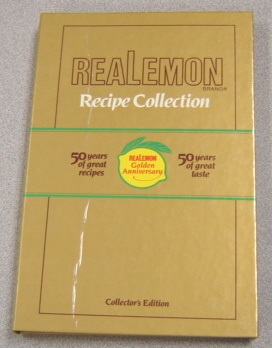 REALEMON
BRAND®
Recipe Collection
50 years
of great
recipes
REALEMON
Golden
Anniversary
50 years
of great
taste
Collector's Edition